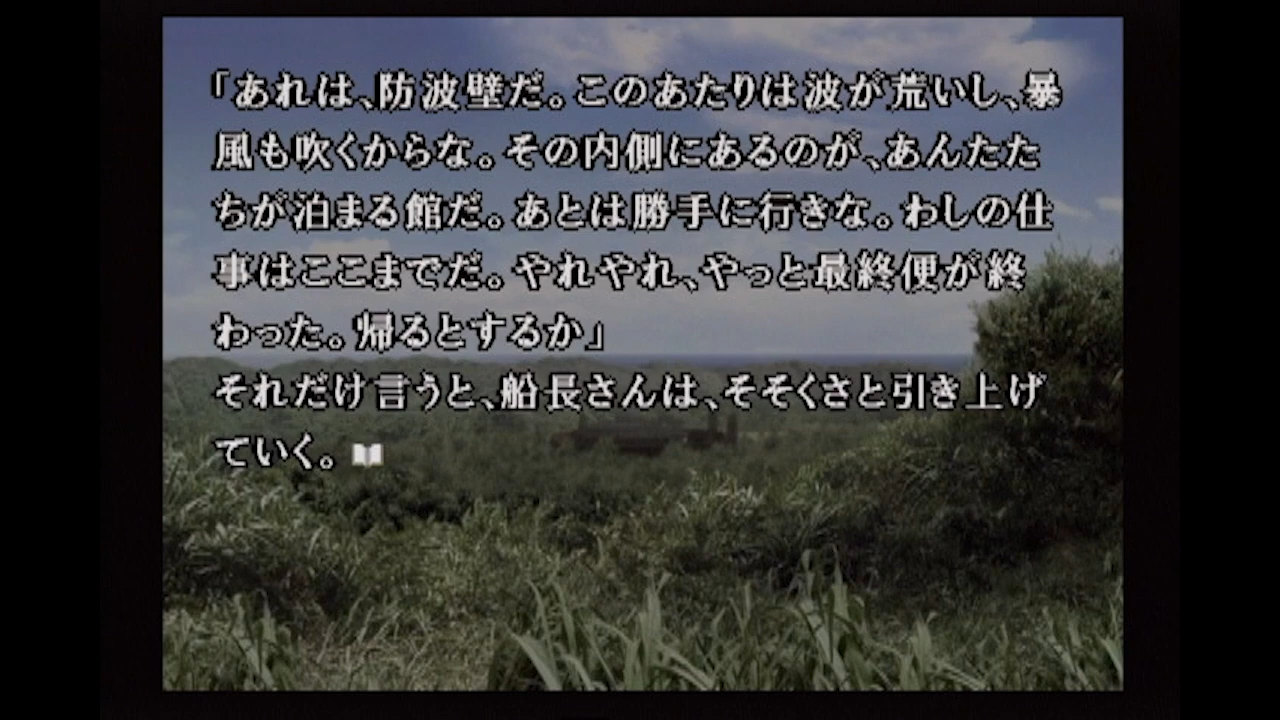 「あれは、防波壁だ。このあたりは波が荒いし、暴
風も吹くからな。その内側にあるのが、あんたた
ちが泊まる館だ。あとは勝手に行きな。わしの仕
事はここまでだ。やれやれ、やっと最終便が終
わった。帰るとするか」
それだけ言うと、船長さんは、そそくさと引き上げ
ていく。